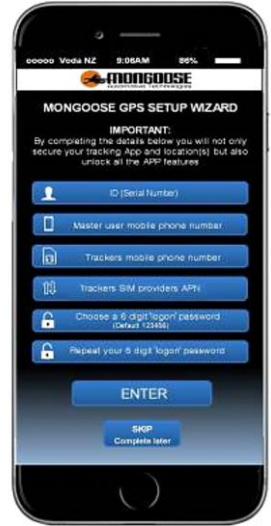 ooooo Voda NZ 9:06AM 86%
MONGOOSE
Automotive Technologies
MONGOOSE GPS SETUP WIZARD
IMPORTANT:
By completing the details below you will not only
secure your tracking App and location(s) but also
unlock all the APP features
ID (Serial Number)
Master user mobile phone number
Trackers mobile phone number
Trackers SIM providers APN
Choose a 6 digit 'logon' password
(Default 123456)
Repeat your 6 digit 'logon' password
ENTER
SKIP
Complete later